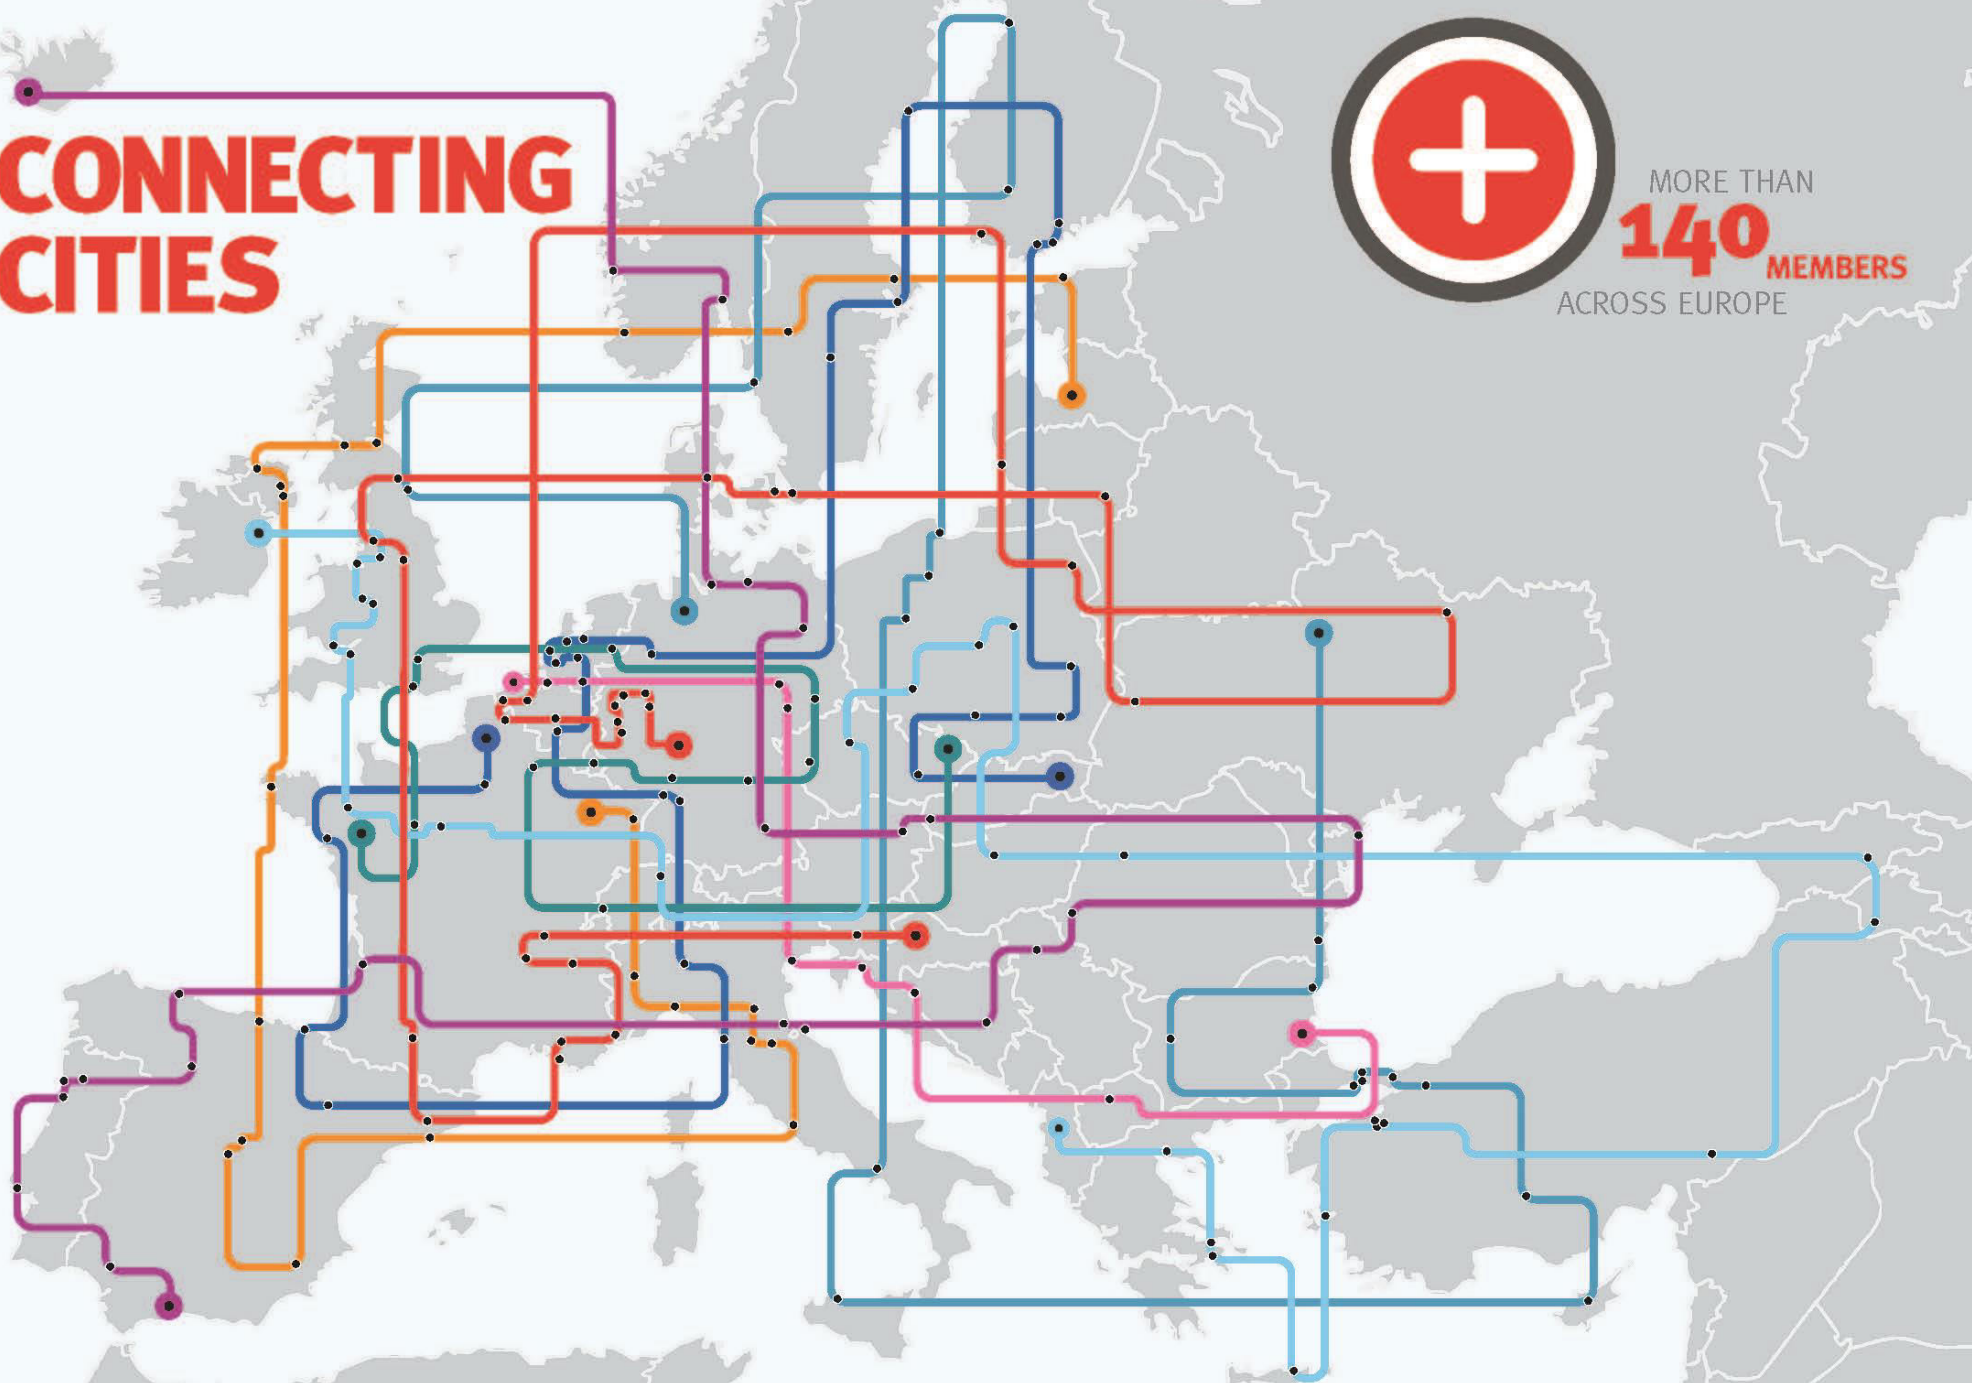 CONNECTING
CITIES
MORE THAN
140
MEMBERS
ACROSS EUROPE